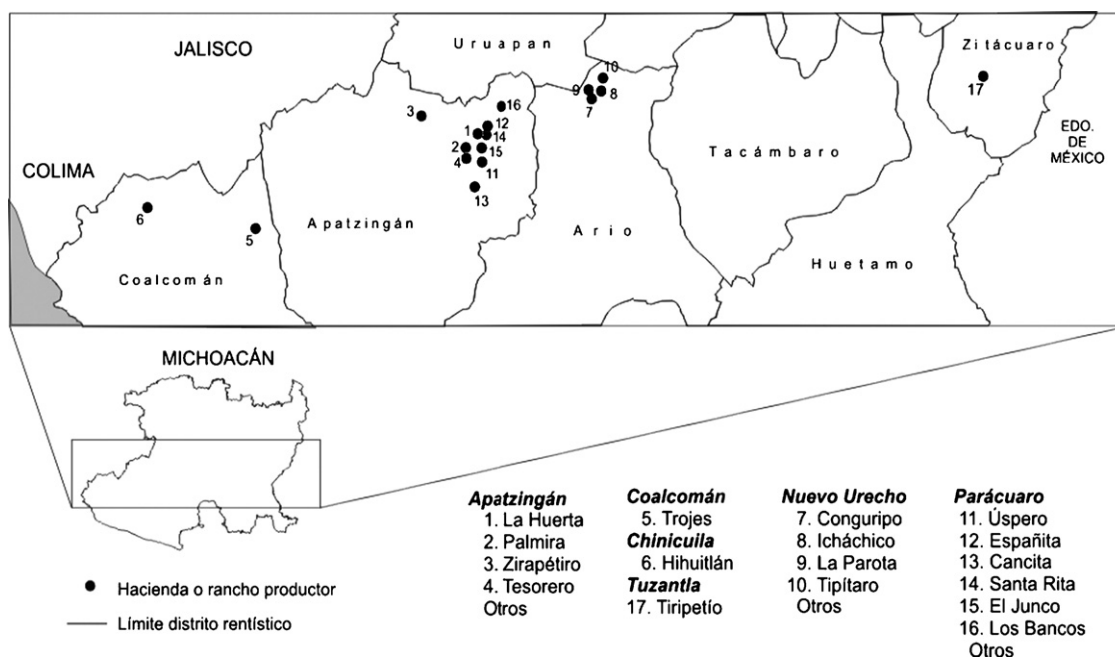 JALISCO
Uruapan
Zitácuaro
10
9
8
7
17
16
3
12
1
14
2
15
4
11
13
EDO.
DE
MÉXICO
COLIMA
Tacámbaro
6
5
Apatzingán
Ario
Coalcomán
Huetamo
MICHOACÁN
Apatzingán
1. La Huerta
2. Palmira
3. Zirapétiro
4. Tesorero
Otros
Coalcomán
5. Trojes
Chinicuila
6. Hihuitlán
Tuzantla
17. Tiripetío
Nuevo Urecho
7. Conguripo
8. Icháchico
9. La Parota
10. Tipítaro
Otros
Parácuaro
11. Úspero
12. Españita
13. Cancita
14. Santa Rita
15. El Junco
16. Los Bancos
Otros
Hacienda o rancho productor
Límite distrito rentístico